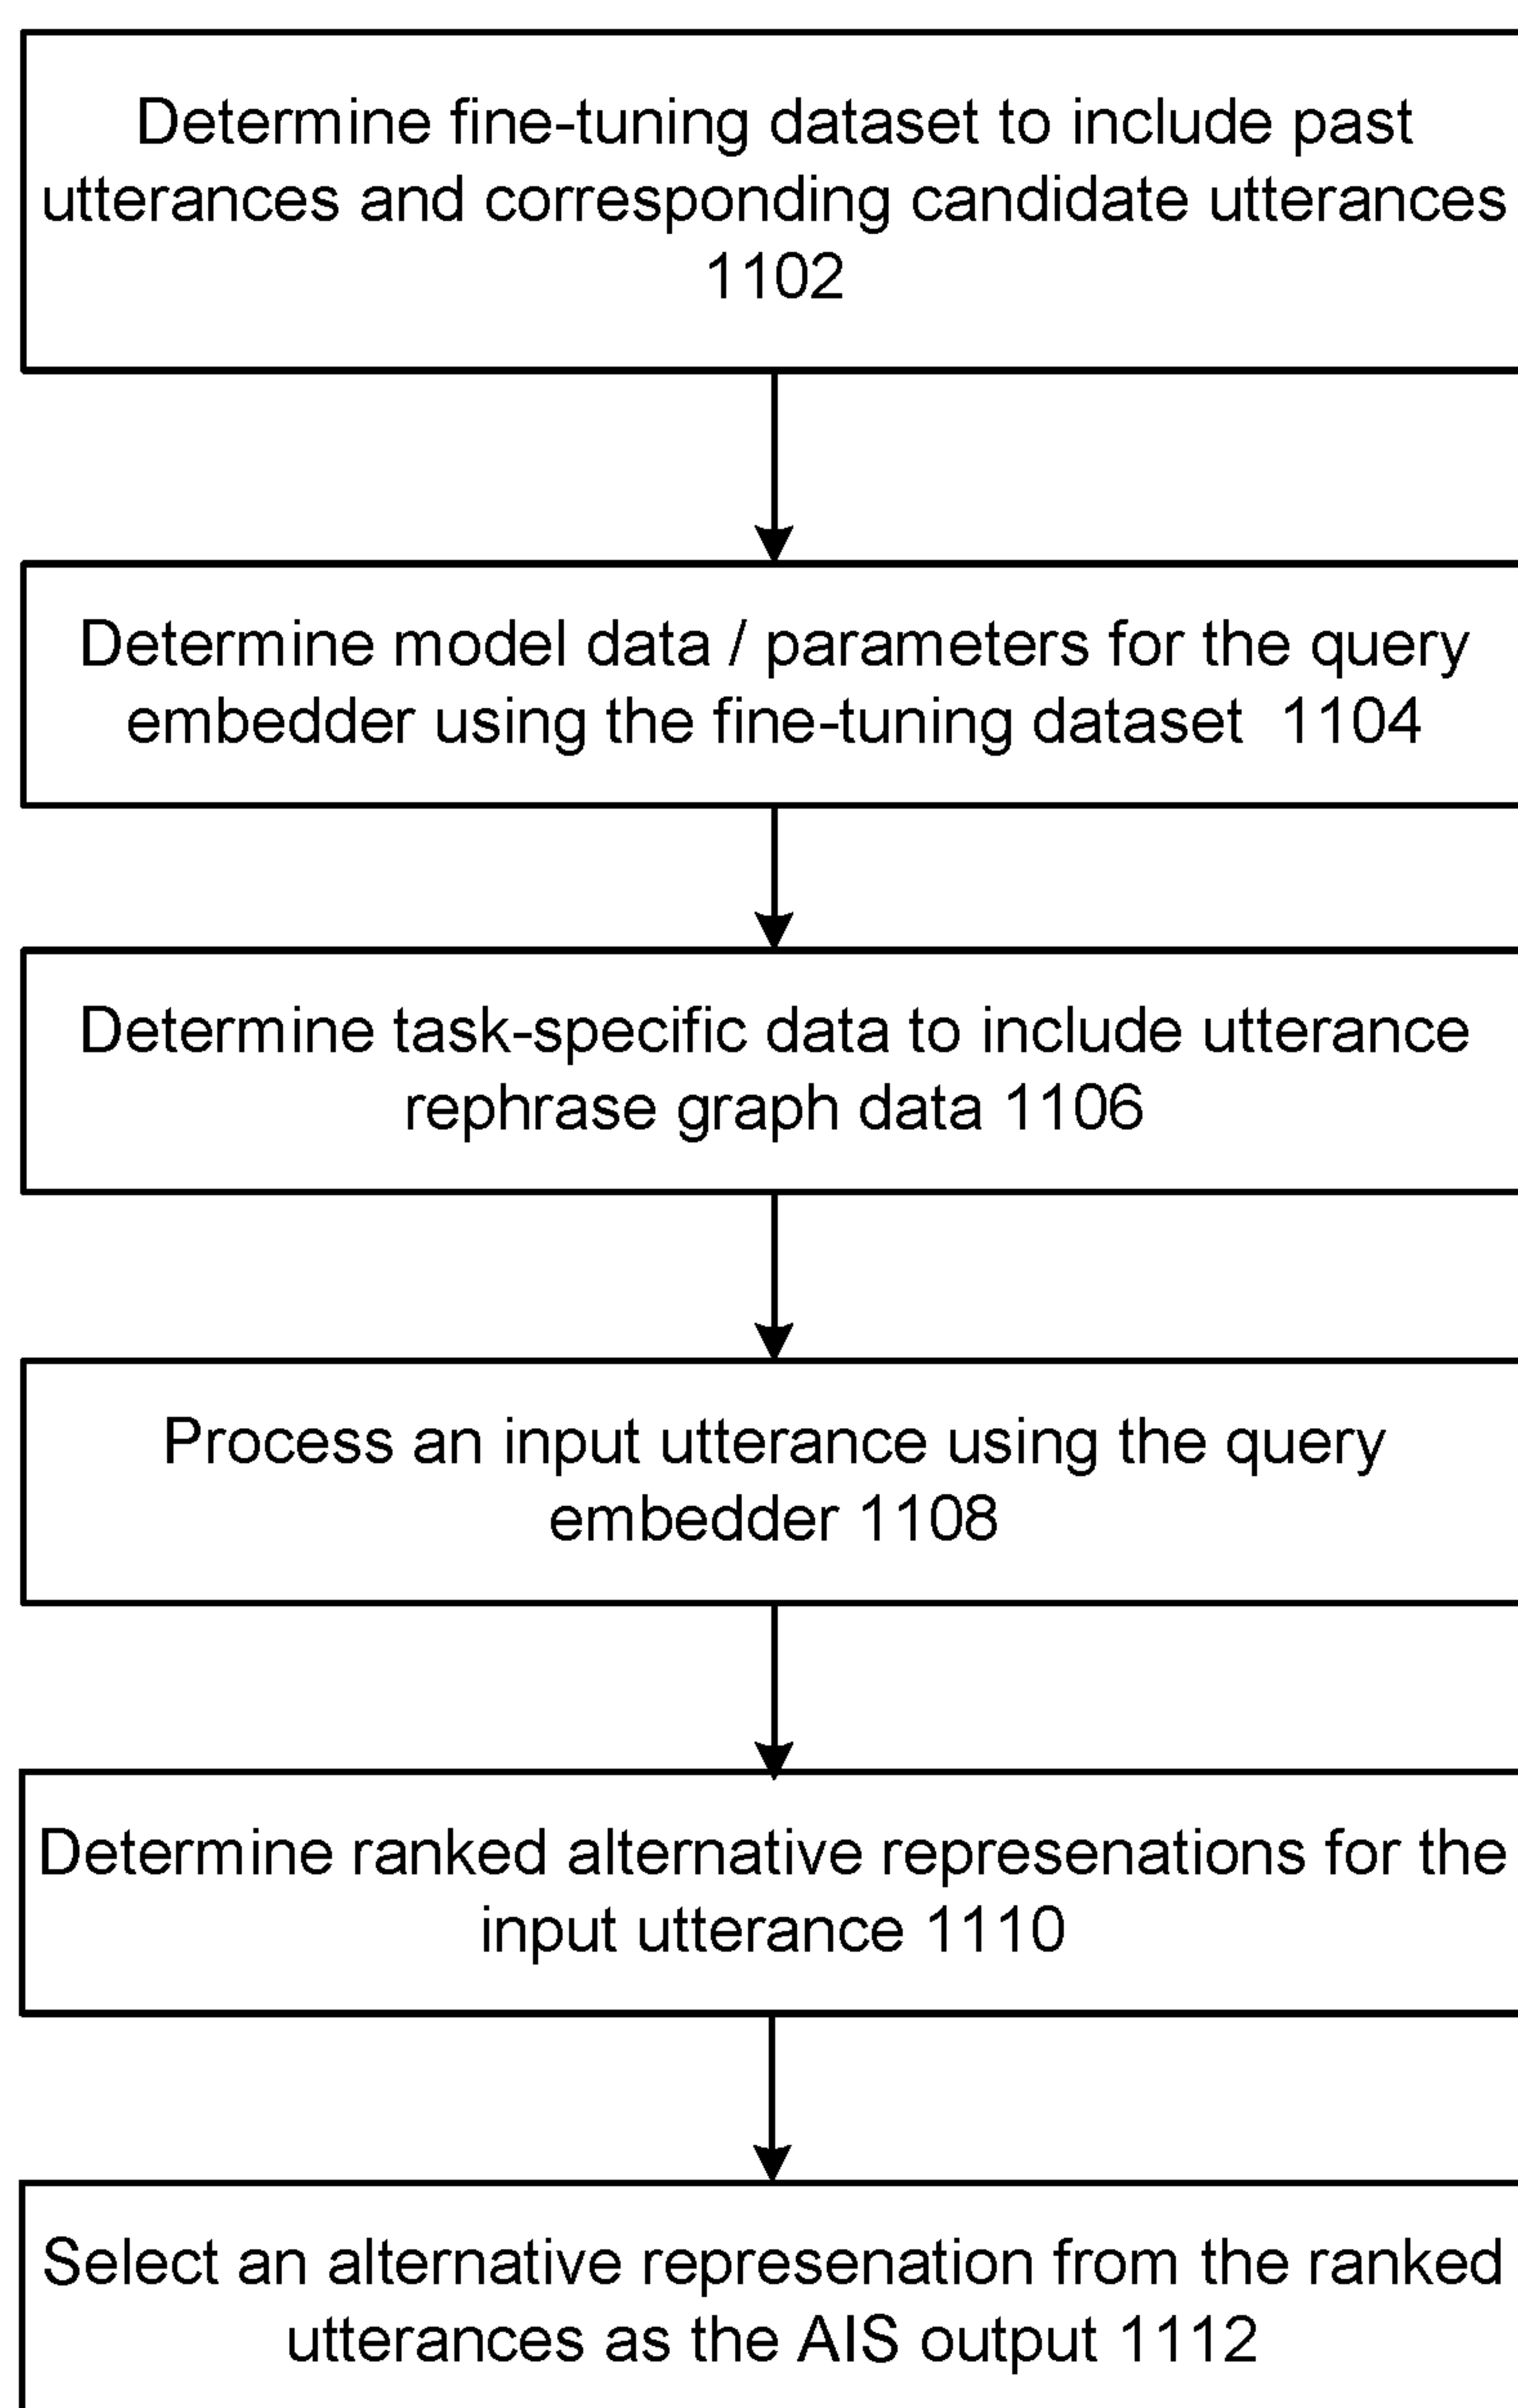 Determine fine-tuning dataset to include past
utterances and corresponding candidate utterances
1102
Determine model data / parameters for the query
embedder using the fine-tuning dataset 1104
Determine task-specific data to include utterance
rephrase graph data 1106
Process an input utterance using the query
embedder 1108
Determine ranked alternative represenations for the
input utterance 1110
Select an alternative represenation from the ranked
utterances as the AIS output 1112